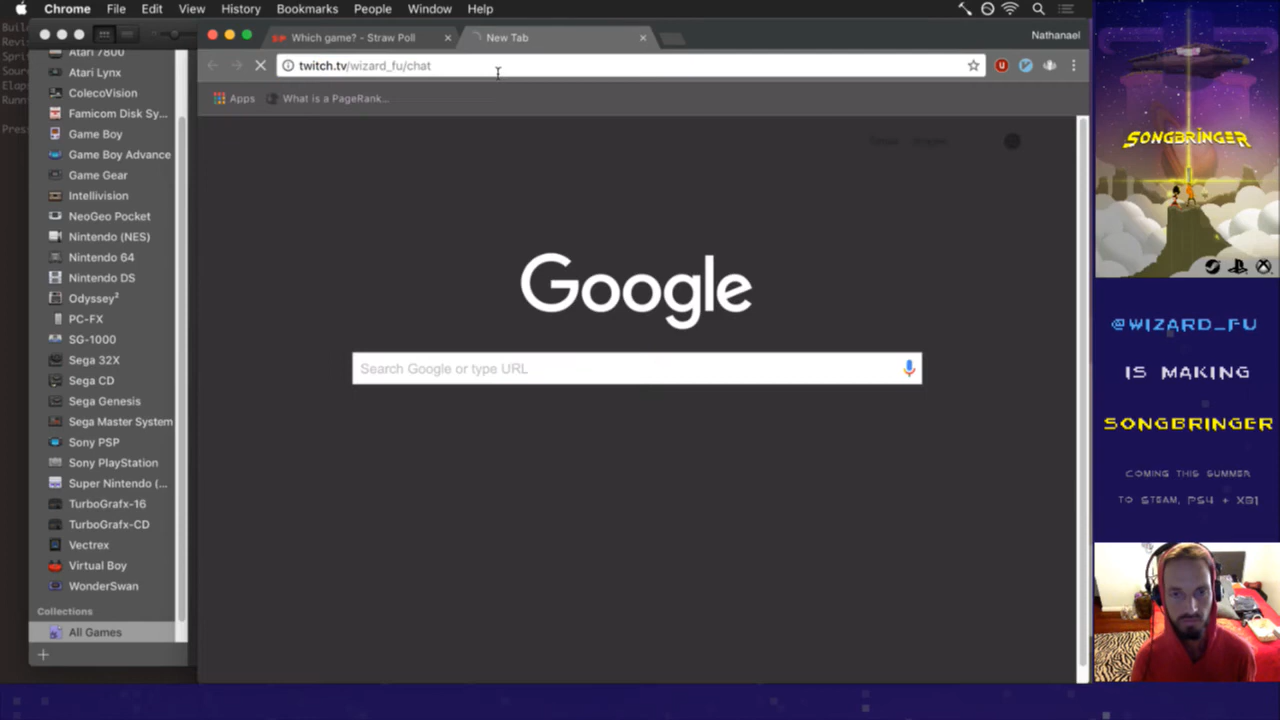 Chrome File Edit View History Bookmarks People Window Help
Which game? - Straw Poll
New Tab
Nathanael
twitch.tv/wizard_fu/chat
Apps
What is a PageRank...
Google
Search Google or type URL
Atari 7800
Atari Lynx
ColecoVision
Famicom Disk Sy...
Game Boy
Game Boy Advance
Game Gear
Intellivision
NeoGeo Pocket
Nintendo (NES)
Nintendo 64
Nintendo DS
Odyssey²
PC-FX
SG-1000
Sega 32X
Sega CD
Sega Genesis
Sega Master System
Sony PSP
Sony PlayStation
Super Nintendo (...
TurboGrafx-16
TurboGrafx-CD
Vectrex
Virtual Boy
WonderSwan
Collections
All Games
SONGBRINGER
@WIZARD_FU
IS MAKING
SONGBRINGER
COMING THIS SUMMER
TO STEAM, PS4 + XB1